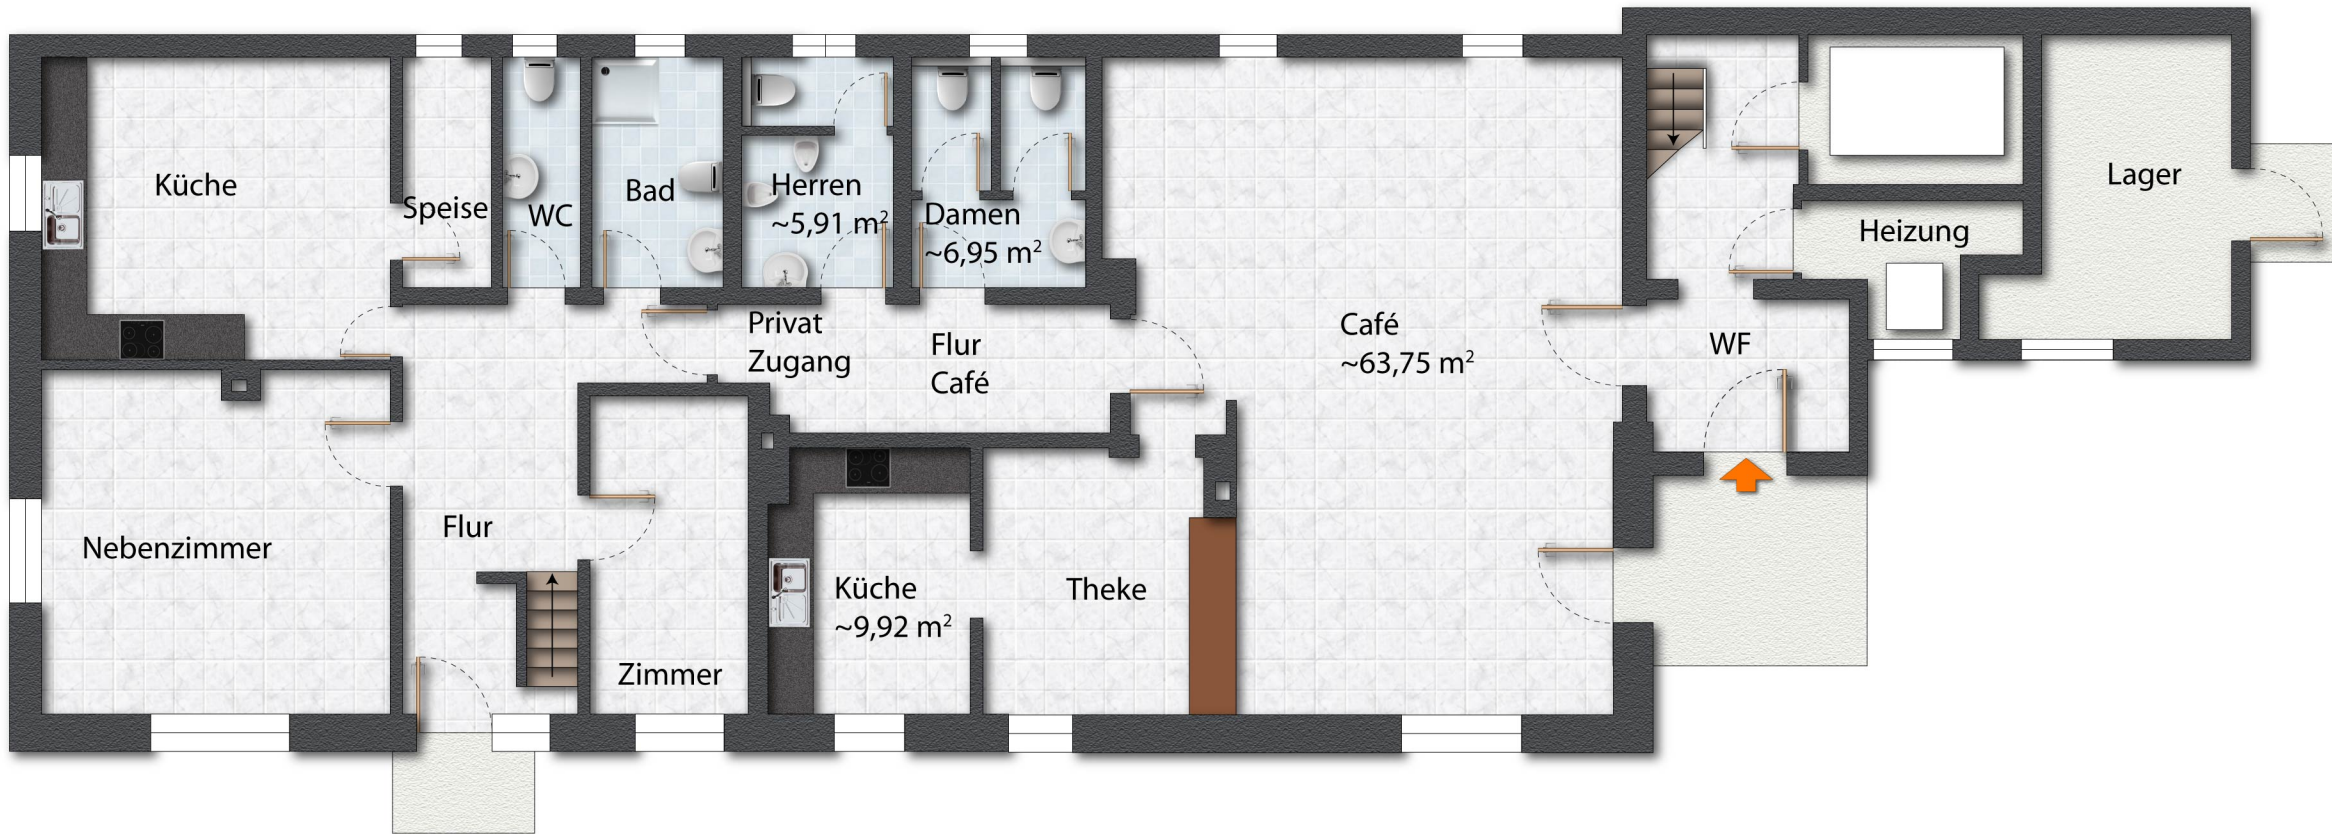 Küche
Speise
WC
Bad
Herren
~5,91 m²
Damen
~6,95 m²
Café
~63,75 m²
Lager
Heizung
WF
Privat
Zugang
Flur
Café
Nebenzimmer
Flur
Zimmer
Küche
~9,92 m²
Theke